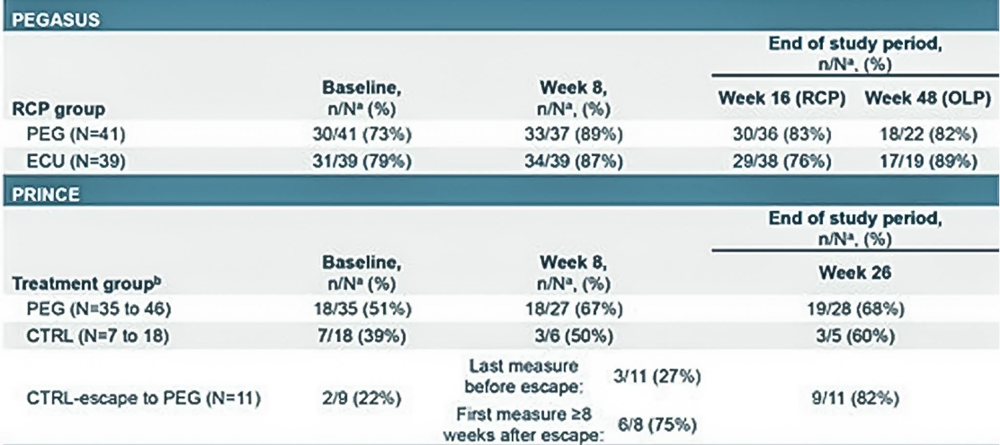 PEGASUS
End of study period,
n/Nᵃ, (%)
Baseline, Week 8,
RCP group n/Nᵃ (%) n/Nᵃ, (%) Week 16 (RCP) Week 48 (OLP)
PEG (N=41) 30/41 (73%) 33/37 (89%) 30/36 (83%) 18/22 (82%)
ECU (N=39) 31/39 (79%) 34/39 (87%) 29/38 (76%) 17/19 (89%)
PRINCE
End of study period,
n/Nᵃ, (%)
Baseline, Week 8,
Treatment groupᵇ n/Nᵃ (%) n/Nᵃ, (%) Week 26
PEG (N=35 to 46) 18/35 (51%) 18/27 (67%) 19/28 (68%)
CTRL (N=7 to 18) 7/18 (39%) 3/6 (50%) 3/5 (60%)
CTRL-escape to PEG (N=11) 2/9 (22%)
Last measure
before escape: 3/11 (27%)
First measure ≥8
weeks after escape: 6/8 (75%)
9/11 (82%)